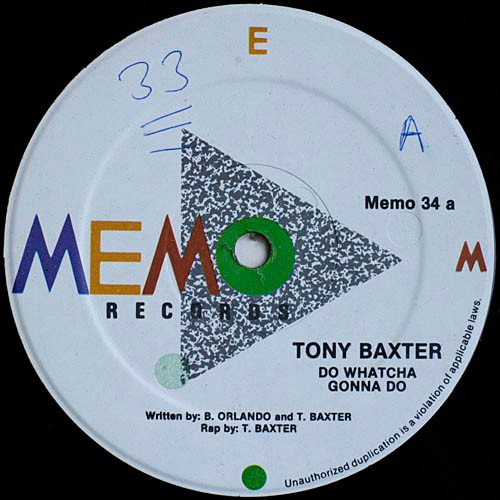 E
33
A
Memo 34 a
MEMO
M
RECORDS
TONY BAXTER
DO WHATCHA
GONNA DO
Written by: B. ORLANDO and T. BAXTER
Rap by: T. BAXTER
Unauthorized duplication is a violation of applicable laws.